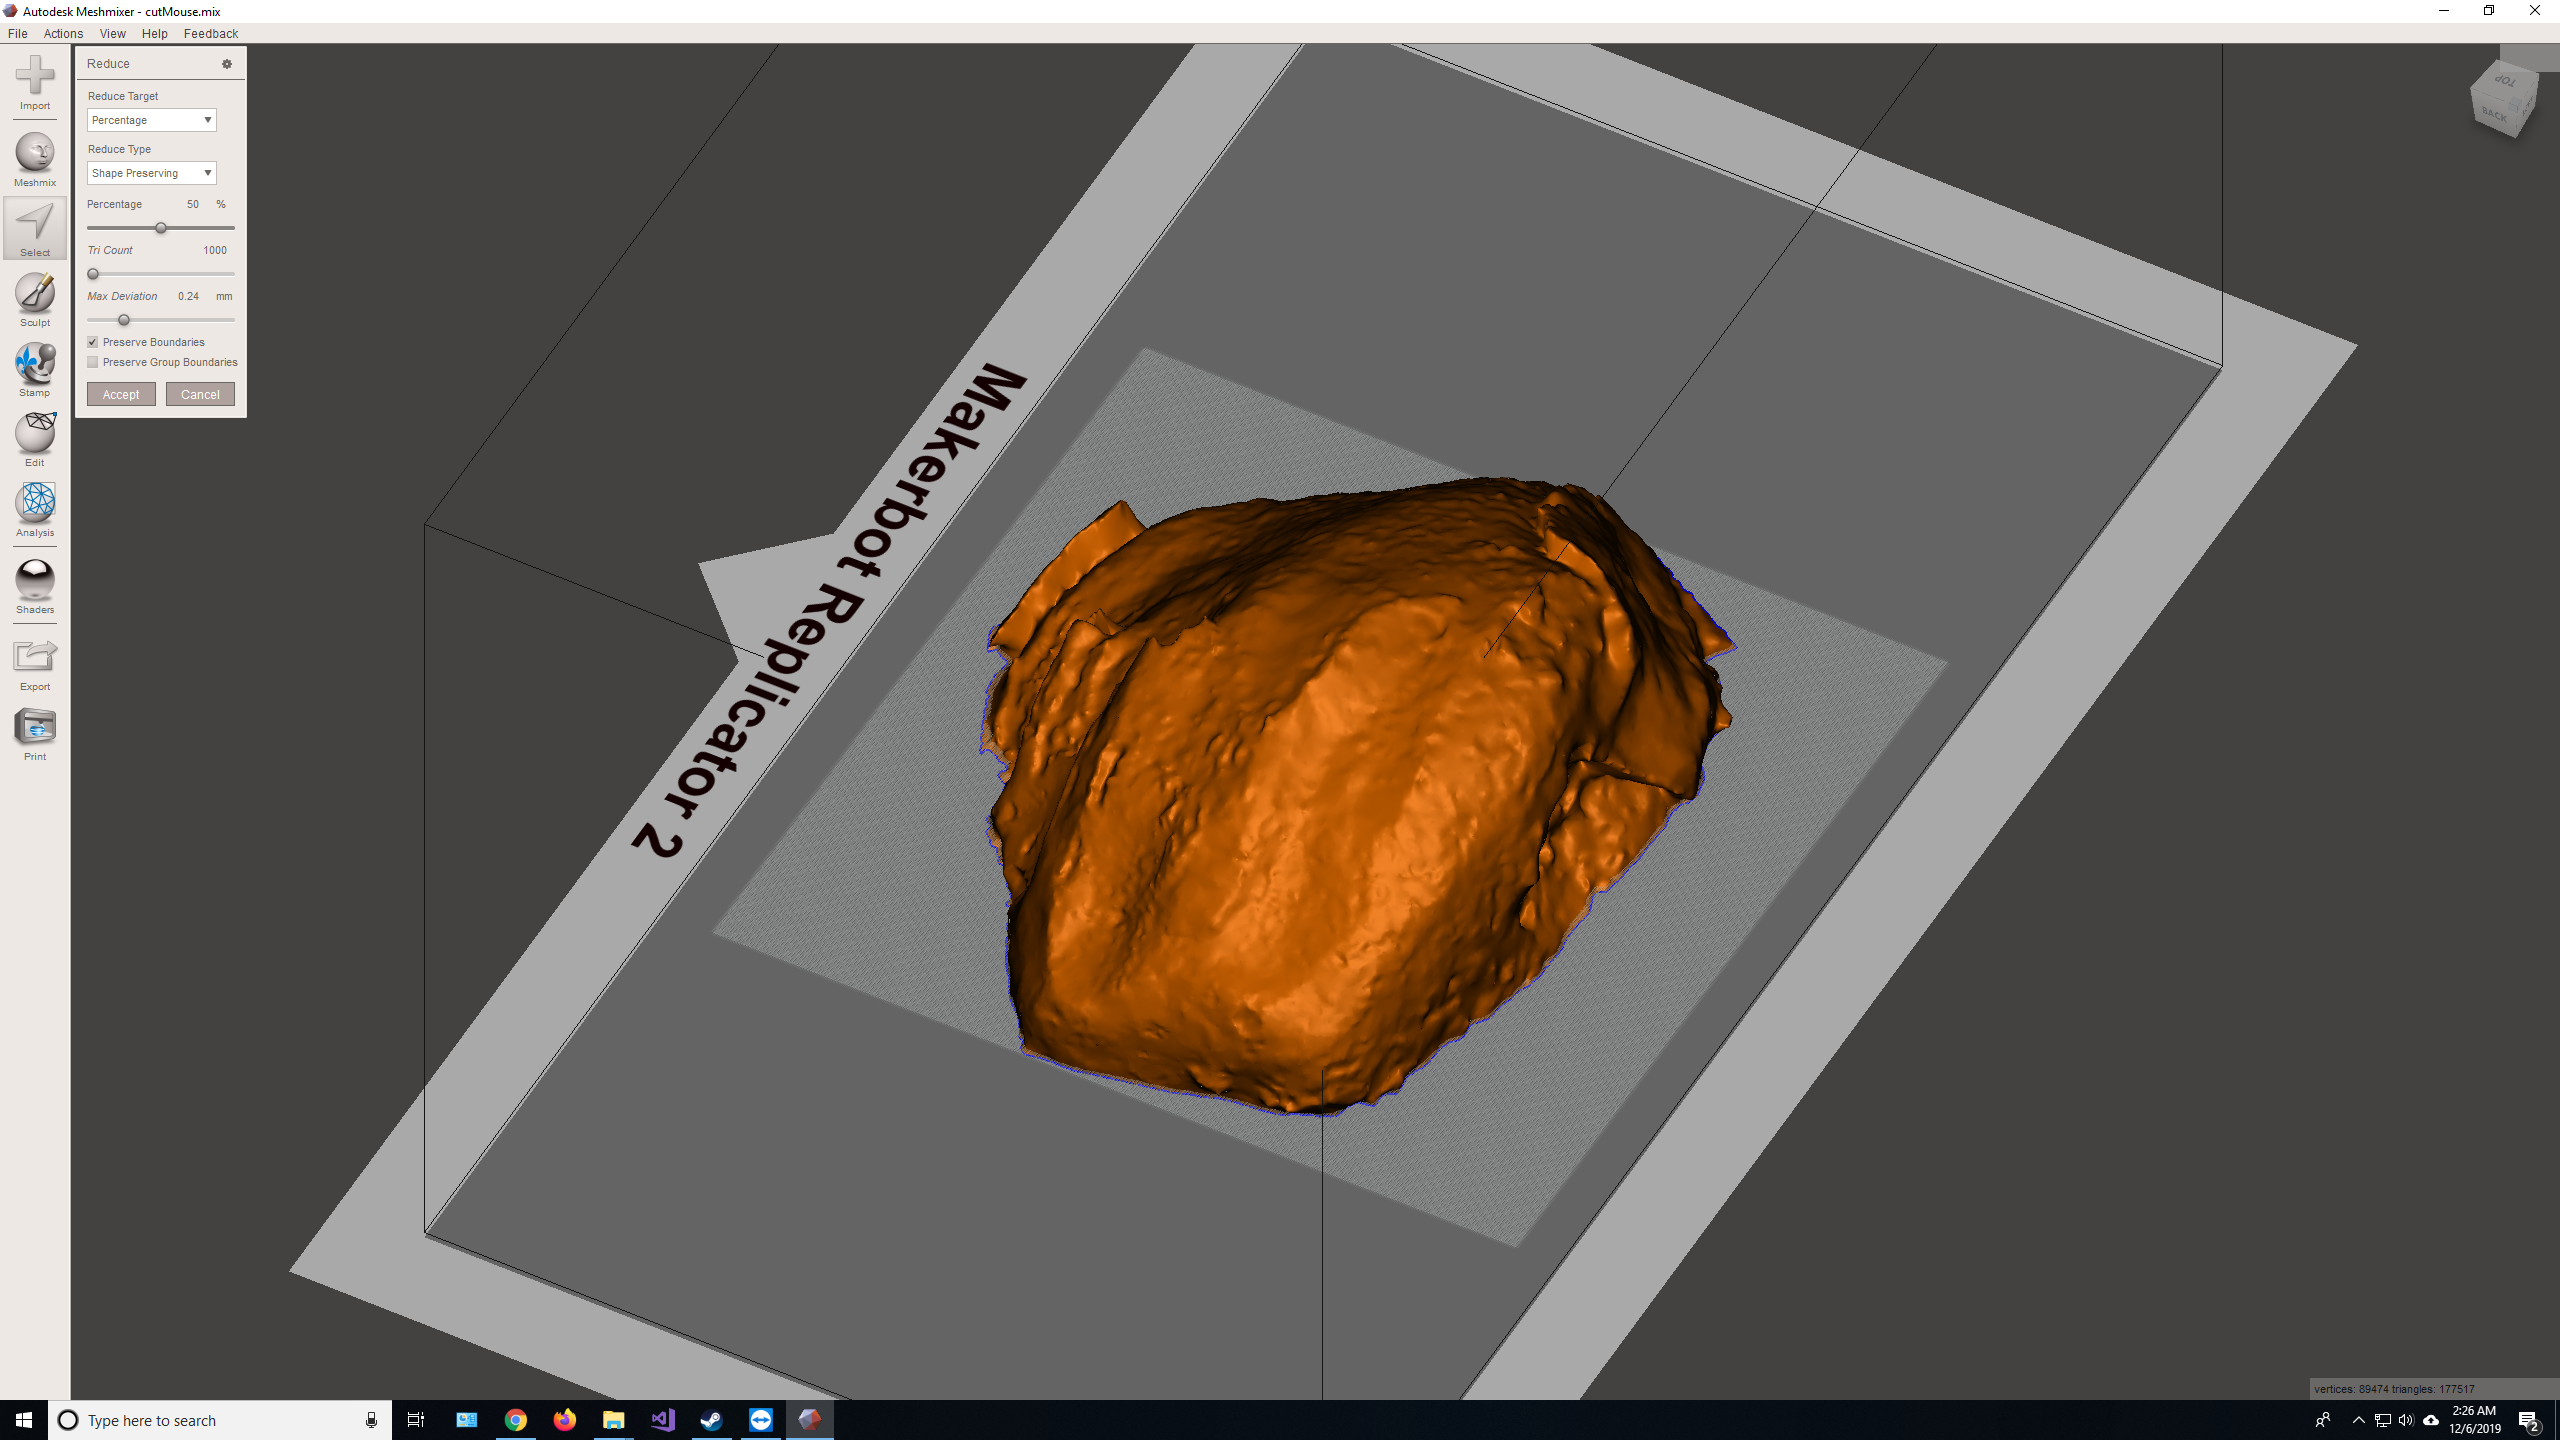 Autodesk Meshmixer - cutMouse.mix
File Actions View Help Feedback
Import
Meshmix
Select
Sculpt
Stamp
Edit
Analysis
Shaders
Export
Print
Reduce
Reduce Target
Percentage
Reduce Type
Shape Preserving
Percentage 50 %
Tri Count 1000
Max Deviation 0.24 mm
Preserve Boundaries
Preserve Group Boundaries
Accept Cancel
Makerbot Replicator 2
TOP
BACK
vertices: 89474 triangles: 177517
Type here to search
2:26 AM
12/6/2019
2